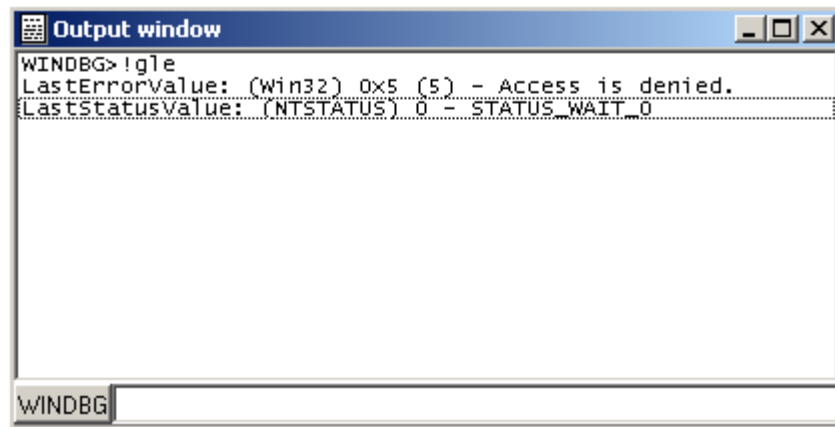 Output window
WINDBG>!gle
LastErrorValue: (Win32) 0x5 (5) - Access is denied.
LastStatusValue: (NTSTATUS) 0 - STATUS_WAIT_0
WINDBG